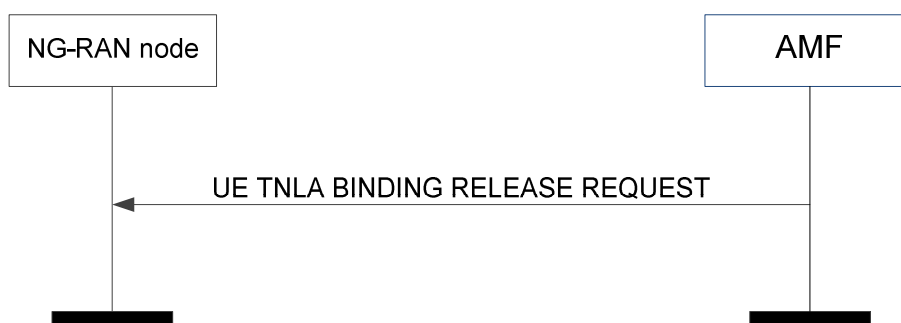 NG-RAN node
AMF
UE TNLA BINDING RELEASE REQUEST